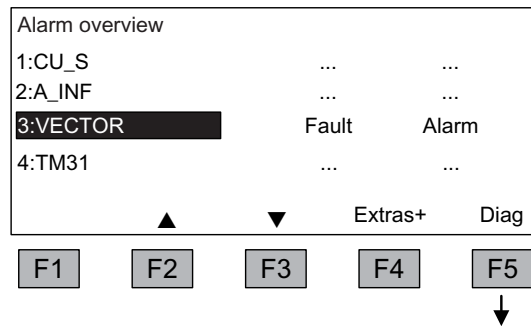 Alarm overview
1:CU_S ... ...
2:A_INF ... ...
3:VECTOR Fault Alarm
4:TM31 ... ...
▲ ▼ Extras+ Diag
F1 F2 F3 F4 F5